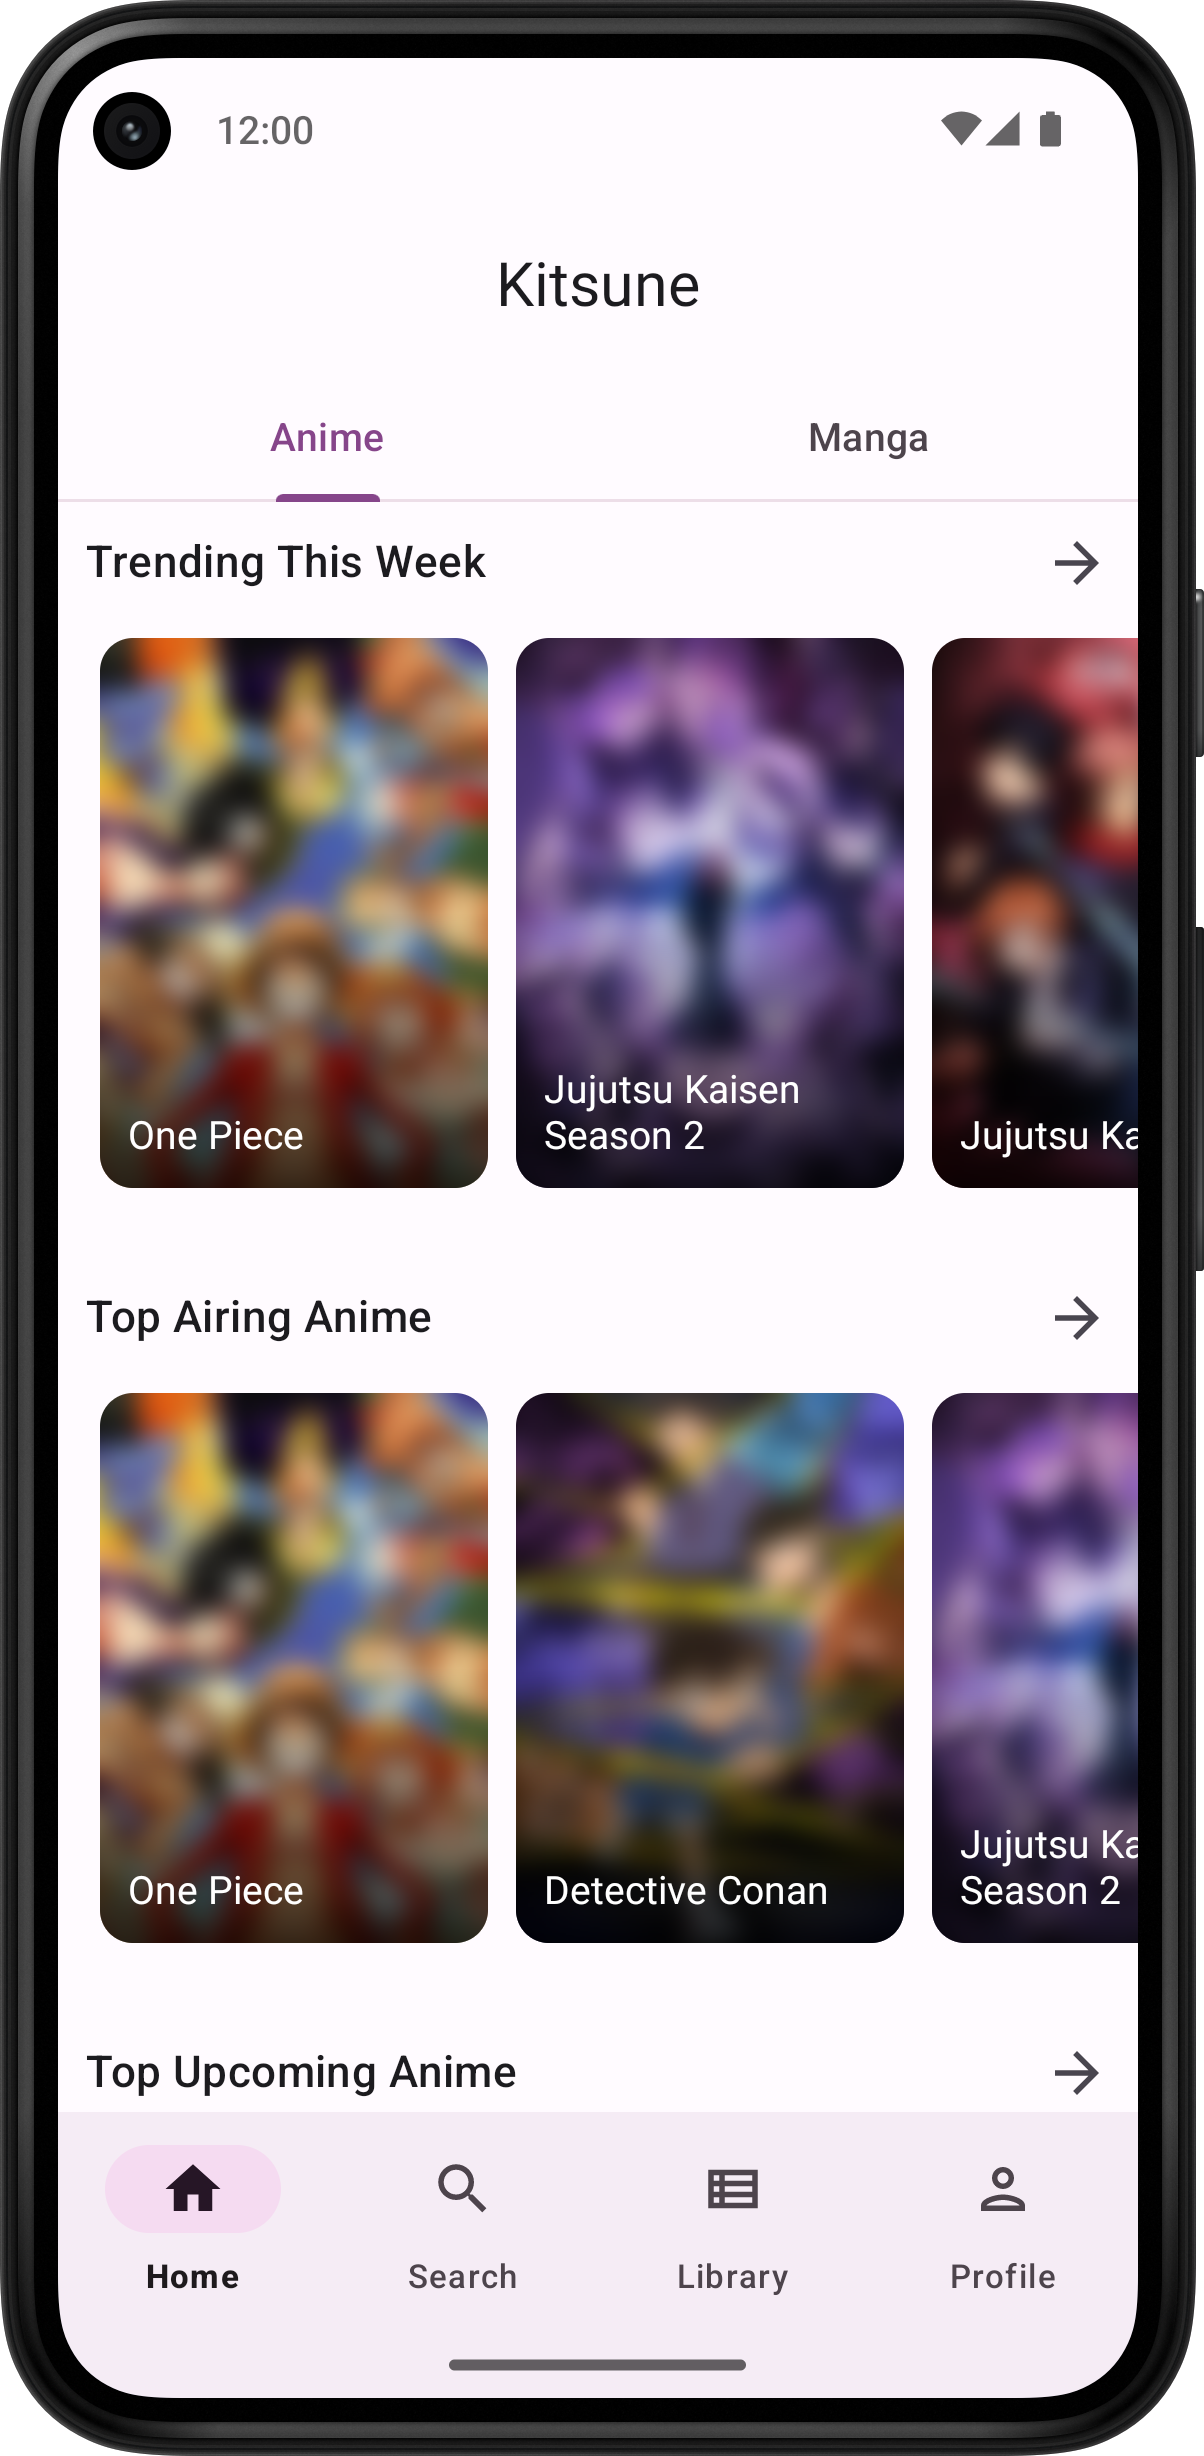 12:00
Kitsune
Anime
Manga
Trending This Week
One Piece
Jujutsu Kaisen
Season 2
Jujutsu Ka
Top Airing Anime
One Piece
Detective Conan
Jujutsu Ka
Season 2
Top Upcoming Anime
Home
Search
Library
Profile